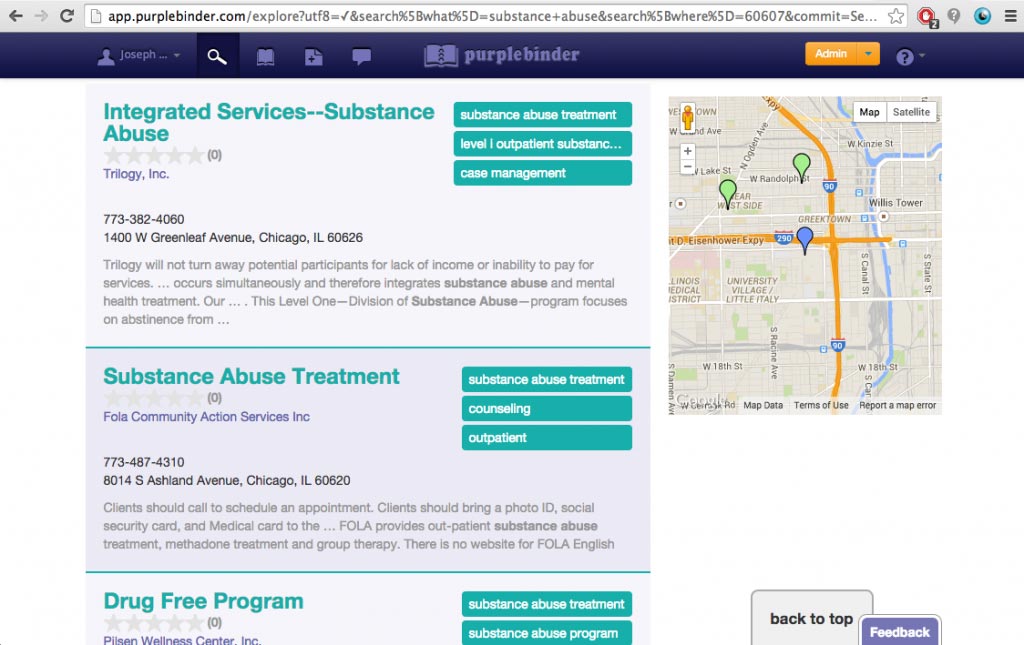 app.purplebinder.com/explore?utf8=✓&search%5Bwhat%5D=substance+abuse&search%5Bwhere%5D=60607&commit=Se...
2
Joseph ...
purplebinder
Admin
?
Integrated Services--Substance
Abuse
(0)
Trilogy, Inc.
substance abuse treatment
level I outpatient substanc...
case management
773-382-4060
1400 W Greenleaf Avenue, Chicago, IL 60626
Trilogy will not turn away potential participants for lack of income or inability to pay for
services. ... occurs simultaneously and therefore integrates substance abuse and mental
health treatment. Our ... . This Level One—Division of Substance Abuse—program focuses
on abstinence from ...
Substance Abuse Treatment
(0)
Fola Community Action Services Inc
substance abuse treatment
counseling
outpatient
773-487-4310
8014 S Ashland Avenue, Chicago, IL 60620
Clients should call to schedule an appointment. Clients should bring a photo ID, social
security card, and Medical card to the ... FOLA provides out-patient substance abuse
treatment, methadone treatment and group therapy. There is no website for FOLA English
Drug Free Program
(0)
Pilsen Wellness Center, Inc.
substance abuse treatment
substance abuse program
Map
Satellite
+
−
Expy
N Ogden Ave
W Kinzie St
W Lake St
W Randolph St
90
NEAR
WEST SIDE
Willis Tower
GREEKTOWN
Eisenhower Expy
290
UNIVERSITY
VILLAGE /
LITTLE ITALY
S Canal St
S State St
S Racine Ave
90
W 18th St
W 18th St
Google
Map Data
Terms of Use
Report a map error
back to top
Feedback